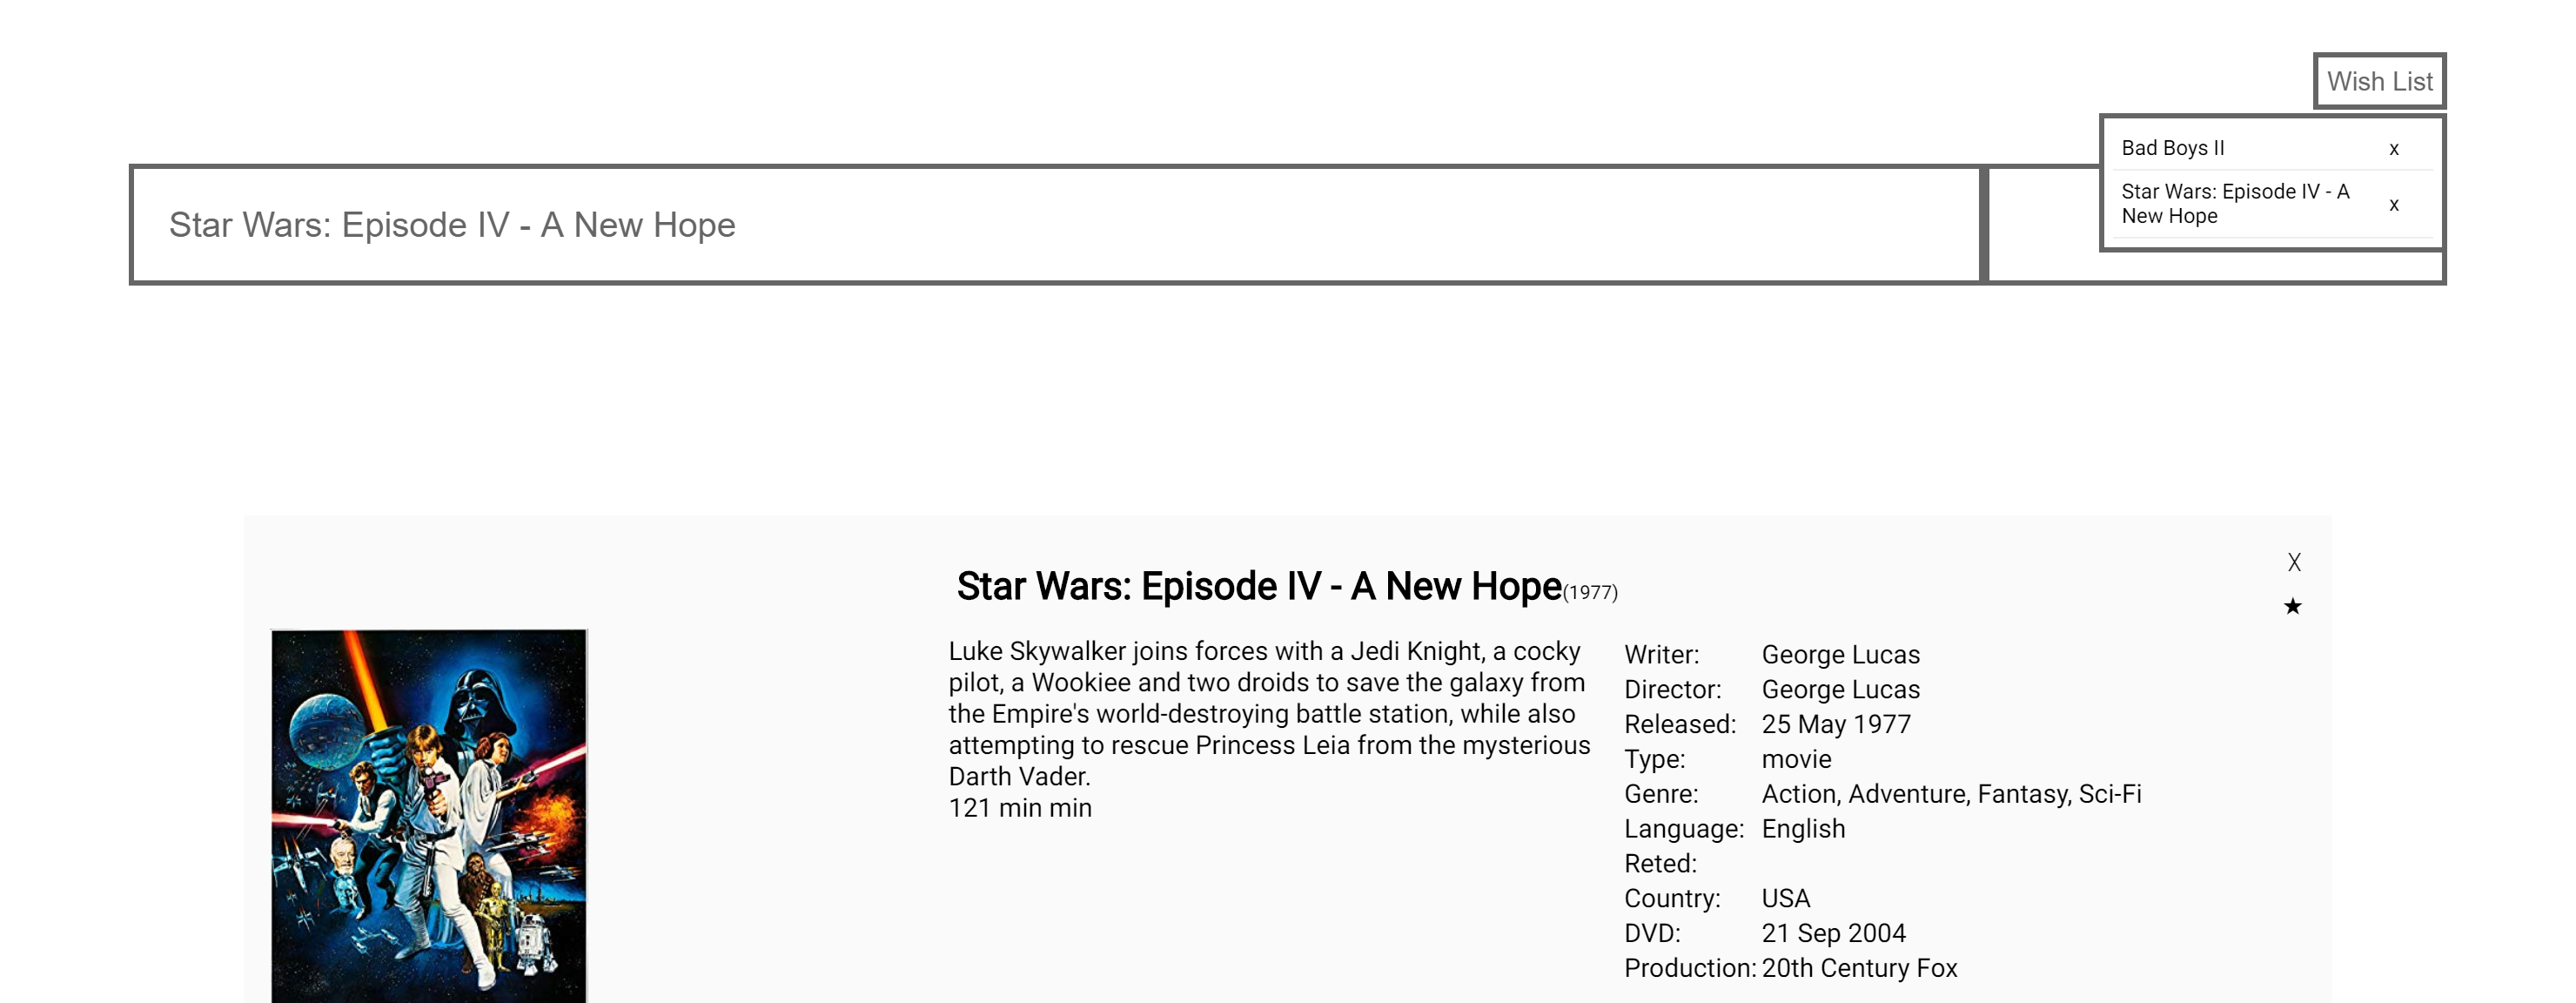 Wish List
Bad Boys II x
Star Wars: Episode IV - A
New Hope x
Star Wars: Episode IV - A New Hope
X
Star Wars: Episode IV - A New Hope(1977)
★
Luke Skywalker joins forces with a Jedi Knight, a cocky
pilot, a Wookiee and two droids to save the galaxy from
the Empire's world-destroying battle station, while also
attempting to rescue Princess Leia from the mysterious
Darth Vader.
121 min min
Writer: George Lucas
Director: George Lucas
Released: 25 May 1977
Type: movie
Genre: Action, Adventure, Fantasy, Sci-Fi
Language: English
Reted:
Country: USA
DVD: 21 Sep 2004
Production: 20th Century Fox